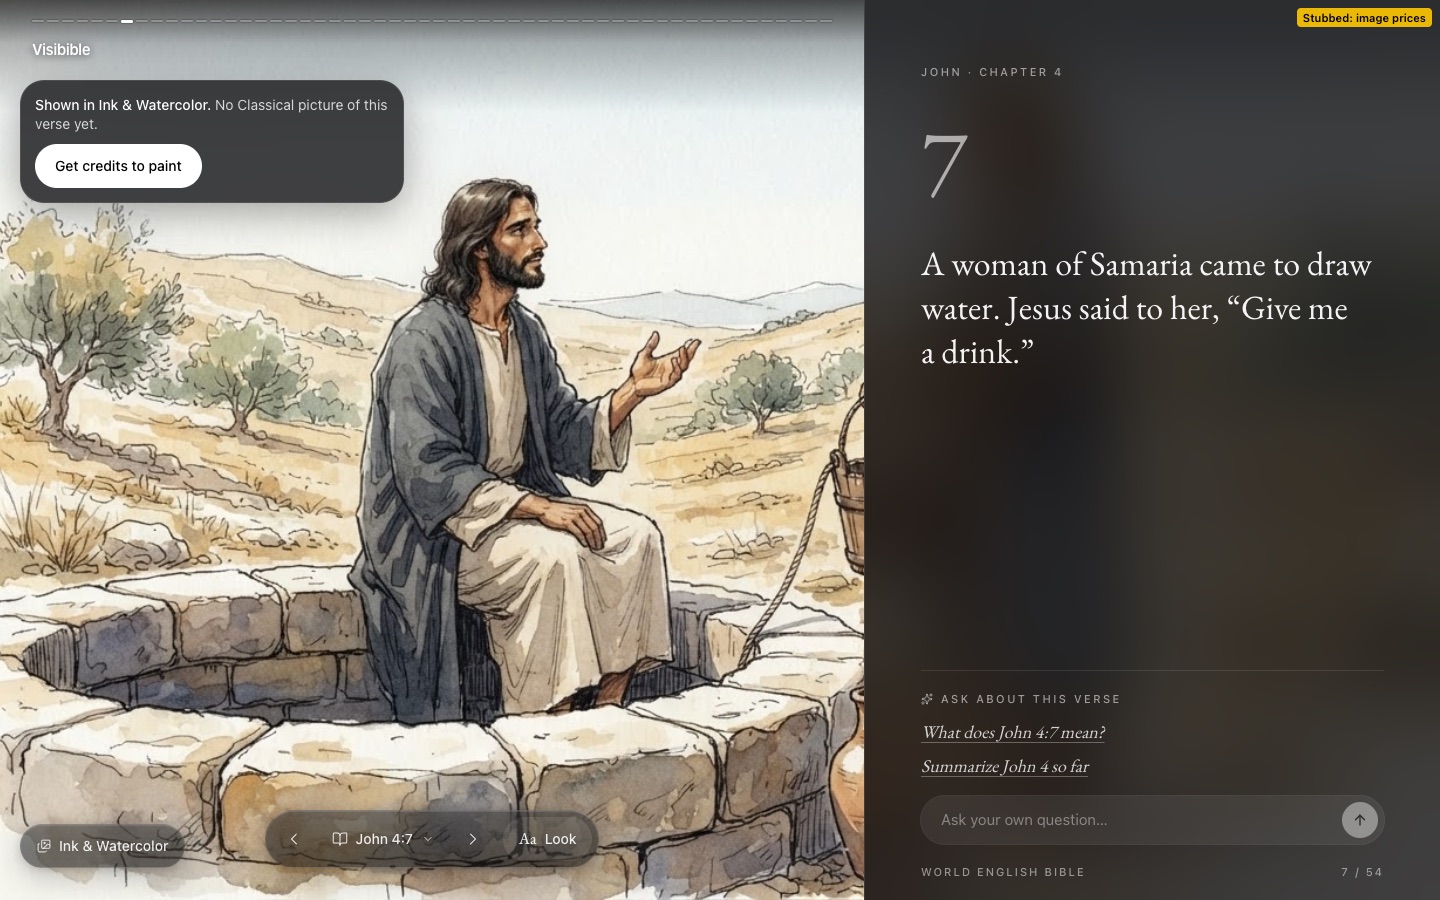 Visibible
Shown in Ink & Watercolor. No Classical picture of this
verse yet.
Get credits to paint
Ink & Watercolor
John 4:7
Aa Look
Stubbed: image prices
JOHN · CHAPTER 4
7
A woman of Samaria came to draw
water. Jesus said to her, “Give me
a drink.”
ASK ABOUT THIS VERSE
What does John 4:7 mean?
Summarize John 4 so far
Ask your own question...
WORLD ENGLISH BIBLE
7 / 54